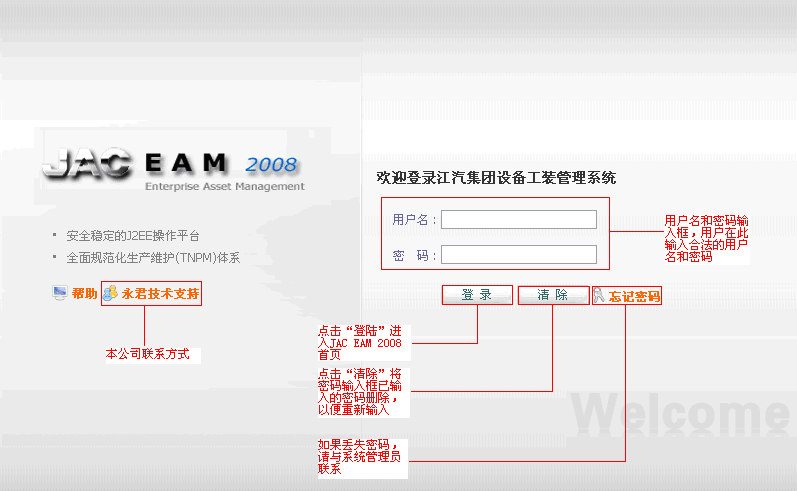 JAC EAM 2008
Enterprise Asset Management
欢迎登录江汽集团设备工装管理系统
用户名：
密　码：
用户名和密码输
入框，用户在此
输入合法的用户
名和密码
· 安全稳定的J2EE操作平台
· 全面规范化生产维护(TNPM)体系
帮助
永君技术支持
登 录
清 除
忘记密码
本公司联系方式
点击“登陆”进
入JAC EAM 2008
首页
点击“清除”将
密码输入框已输
入的密码删除，
以便重新输入
如果丢失密码，
请与系统管理员
联系
Welcome